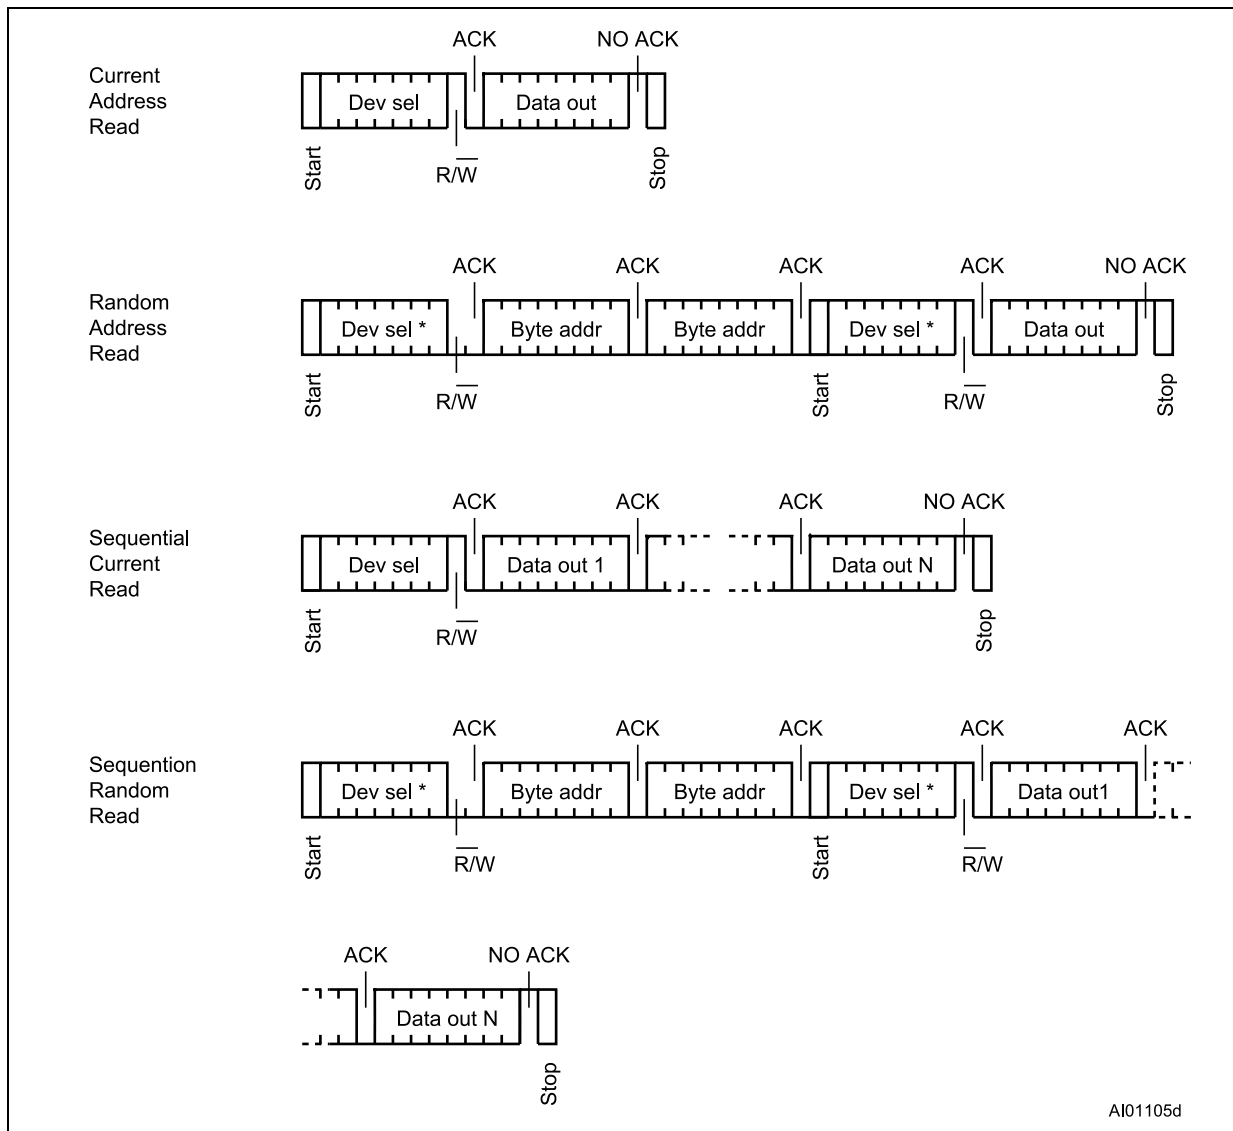 ACK NO ACK
Current
Address
Read
Dev sel Data out
Start R/W̅ Stop
ACK ACK ACK ACK NO ACK
Random
Address
Read
Dev sel * Byte addr Byte addr Dev sel * Data out
Start R/W̅ Start R/W̅ Stop
ACK ACK ACK NO ACK
Sequential
Current
Read
Dev sel Data out 1 Data out N
Start R/W̅ Stop
ACK ACK ACK ACK ACK
Sequention
Random
Read
Dev sel * Byte addr Byte addr Dev sel * Data out1
Start R̅/W Start R̅/W
ACK NO ACK
Data out N
Stop
AI01105d